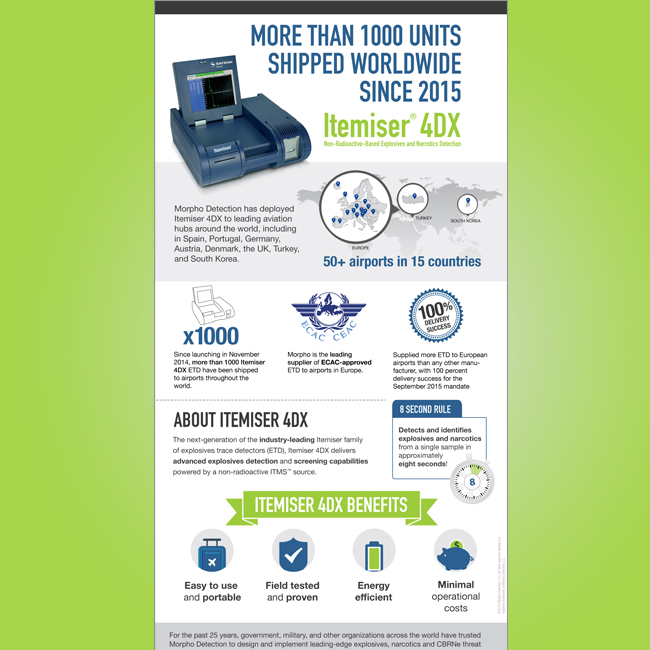 MORE THAN 1000 UNITS
SHIPPED WORLDWIDE
SINCE 2015
Itemiser® 4DX
Non-Radioactive-Based Explosives and Narcotics Detection
SAFRAN
Itemiser
Morpho Detection has deployed
Itemiser 4DX to leading aviation
hubs around the world, including
in Spain, Portugal, Germany,
Austria, Denmark, the UK, Turkey,
and South Korea.
EUROPE
TURKEY
SOUTH KOREA
50+ airports in 15 countries
x1000
Since launching in November
2014, more than 1000 Itemiser
4DX ETD have been shipped
to airports throughout the
world.
ECAC CEAC
Morpho is the leading
supplier of ECAC-approved
ETD to airports in Europe.
100%
DELIVERY
SUCCESS
Supplied more ETD to European
airports than any other manu-
facturer, with 100 percent
delivery success for the
September 2015 mandate
ABOUT ITEMISER 4DX
The next-generation of the industry-leading Itemiser family
of explosives trace detectors (ETD), Itemiser 4DX delivers
advanced explosives detection and screening capabilities
powered by a non-radioactive ITMS™ source.
8 SECOND RULE
Detects and identifies
explosives and narcotics
from a single sample in
approximately
eight seconds!
8
ITEMISER 4DX BENEFITS
Easy to use
and portable
Field tested
and proven
Energy
efficient
$
Minimal
operational
costs
For the past 25 years, government, military, and other organizations across the world have trusted
Morpho Detection to design and implement leading-edge explosives, narcotics and CBRNe threat